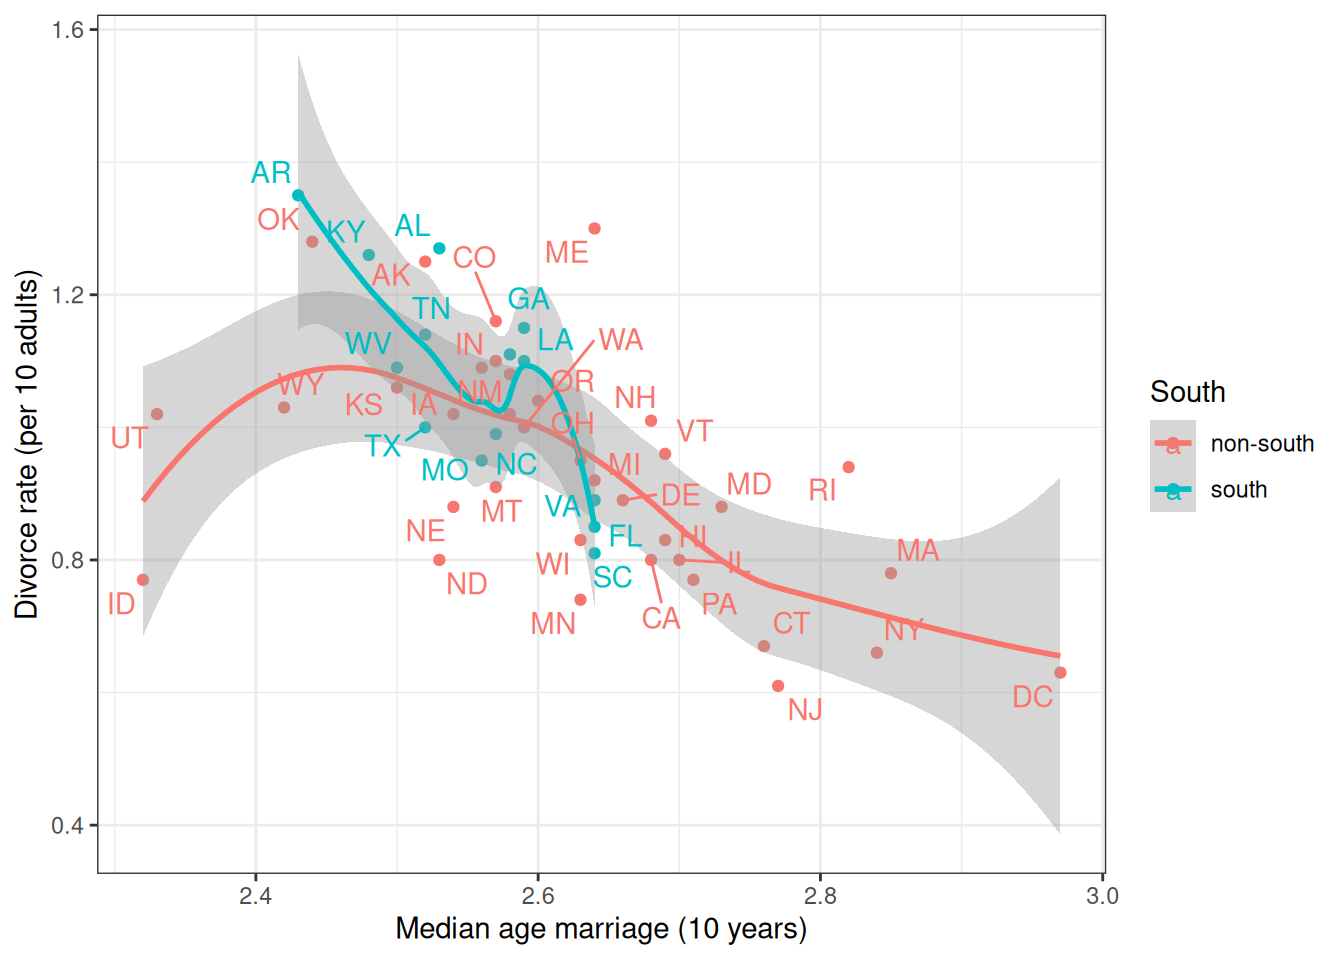 1.6
1.2
0.8
0.4
Divorce rate (per 10 adults)
AR
OK
KY
AL
AK
CO
ME
TN
GA
WV
IN
LA
WA
WY
NM
OR
KS
IA
NH
UT
TX
OH
VT
MO
NC
MI
MT
VA
DE
MD
RI
NE
FL
HI
WI
SC
IL
MA
ND
ID
MN
CA
PA
CT
NY
NJ
DC
2.4
2.6
2.8
3.0
Median age marriage (10 years)
South
a non-south
a south